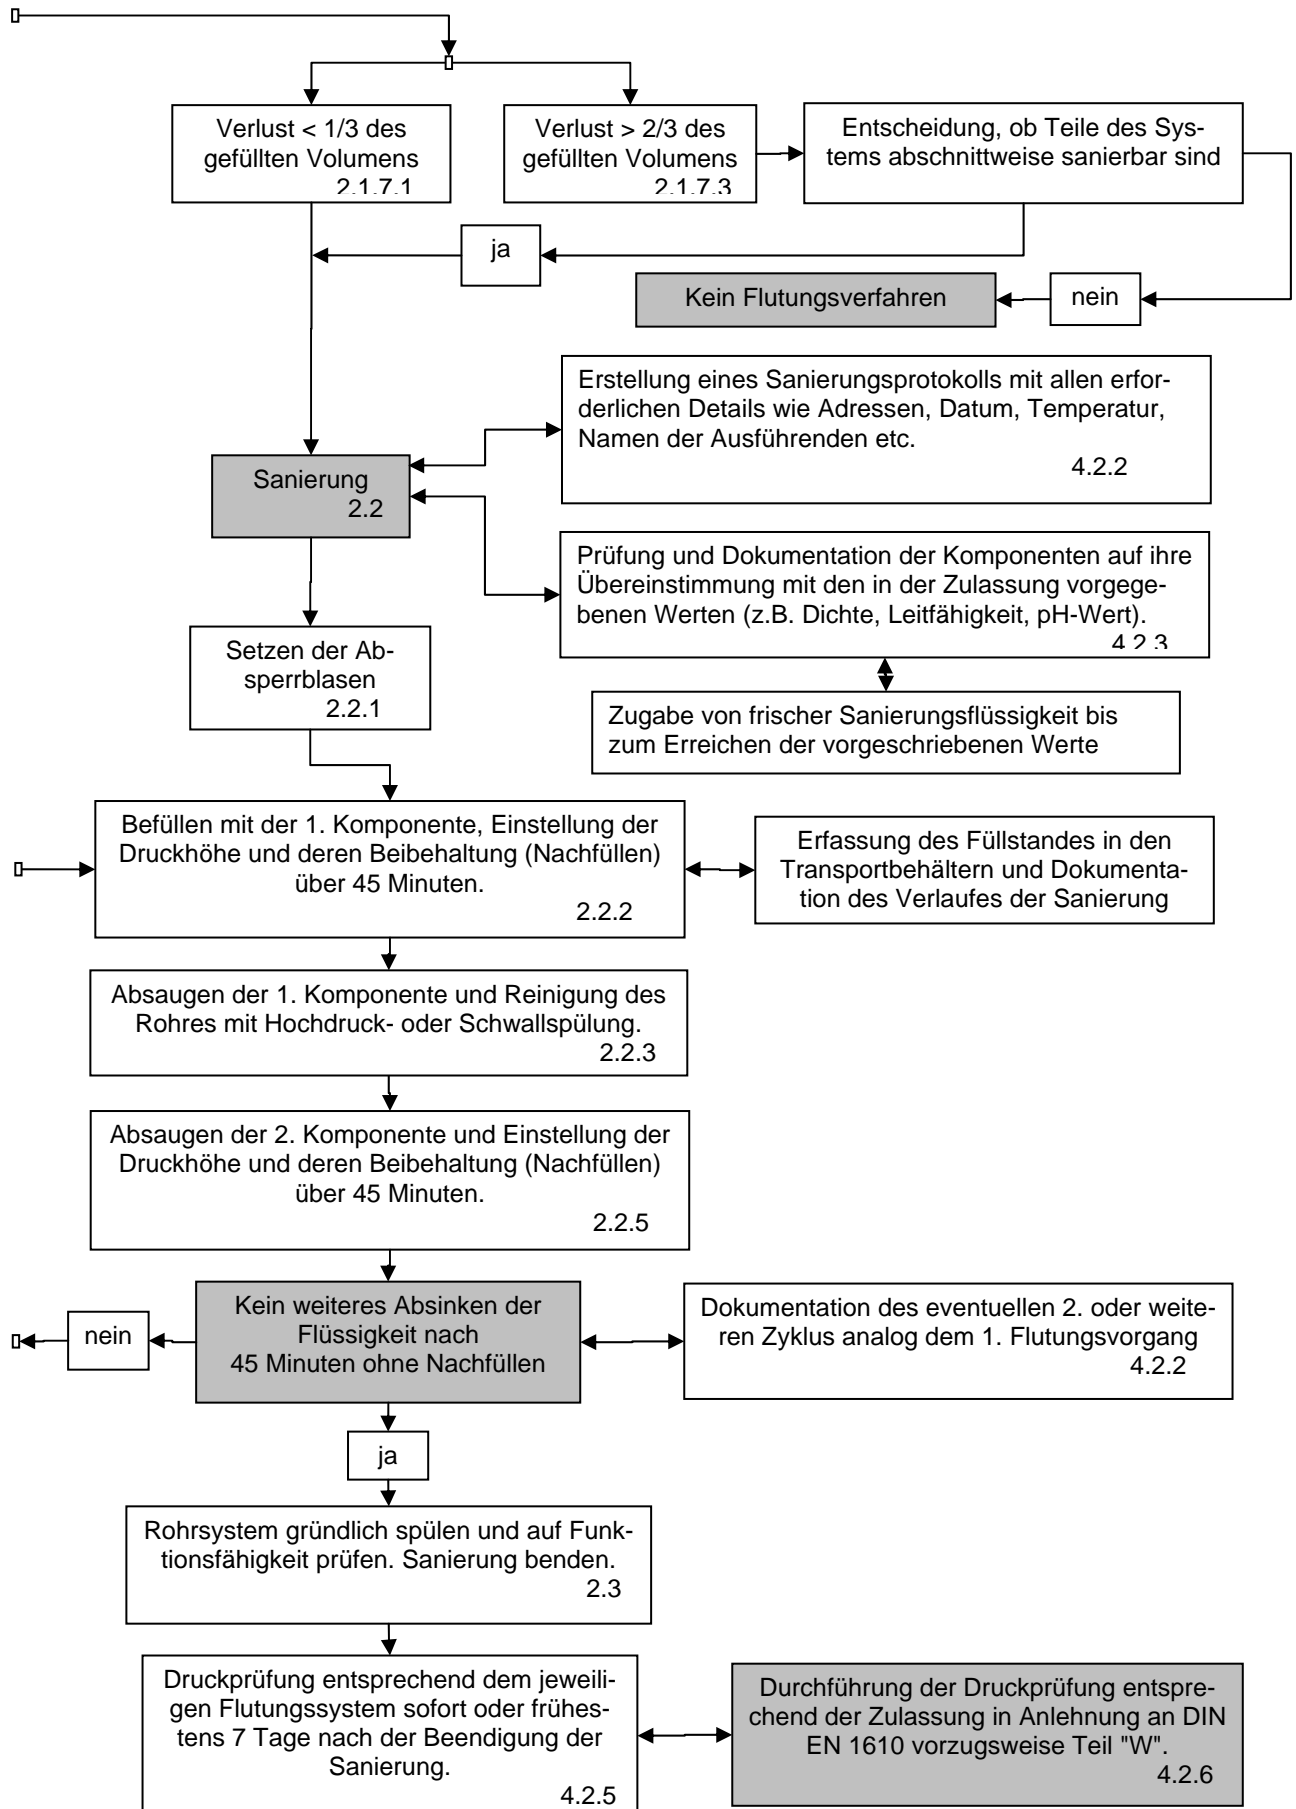 Verlust < 1/3 des
gefüllten Volumens
2.1.7.1
Verlust > 2/3 des
gefüllten Volumens
2.1.7.3
Entscheidung, ob Teile des Sys-
tems abschnittweise sanierbar sind
ja
Kein Flutungsverfahren
nein
Erstellung eines Sanierungsprotokolls mit allen erfor-
derlichen Details wie Adressen, Datum, Temperatur,
Namen der Ausführenden etc.
4.2.2
Sanierung
2.2
Prüfung und Dokumentation der Komponenten auf ihre
Übereinstimmung mit den in der Zulassung vorgege-
benen Werten (z.B. Dichte, Leitfähigkeit, pH-Wert).
4.2.3
Setzen der Ab-
sperrblasen
2.2.1
Zugabe von frischer Sanierungsflüssigkeit bis
zum Erreichen der vorgeschriebenen Werte
Befüllen mit der 1. Komponente, Einstellung der
Druckhöhe und deren Beibehaltung (Nachfüllen)
über 45 Minuten.
2.2.2
Erfassung des Füllstandes in den
Transportbehältern und Dokumenta-
tion des Verlaufes der Sanierung
Absaugen der 1. Komponente und Reinigung des
Rohres mit Hochdruck- oder Schwallspülung.
2.2.3
Absaugen der 2. Komponente und Einstellung der
Druckhöhe und deren Beibehaltung (Nachfüllen)
über 45 Minuten.
2.2.5
nein
Kein weiteres Absinken der
Flüssigkeit nach
45 Minuten ohne Nachfüllen
Dokumentation des eventuellen 2. oder weite-
ren Zyklus analog dem 1. Flutungsvorgang
4.2.2
ja
Rohrsystem gründlich spülen und auf Funk-
tionsfähigkeit prüfen. Sanierung benden.
2.3
Druckprüfung entsprechend dem jeweili-
gen Flutungssystem sofort oder frühes-
tens 7 Tage nach der Beendigung der
Sanierung.
4.2.5
Durchführung der Druckprüfung entspre-
chend der Zulassung in Anlehnung an DIN
EN 1610 vorzugsweise Teil "W".
4.2.6